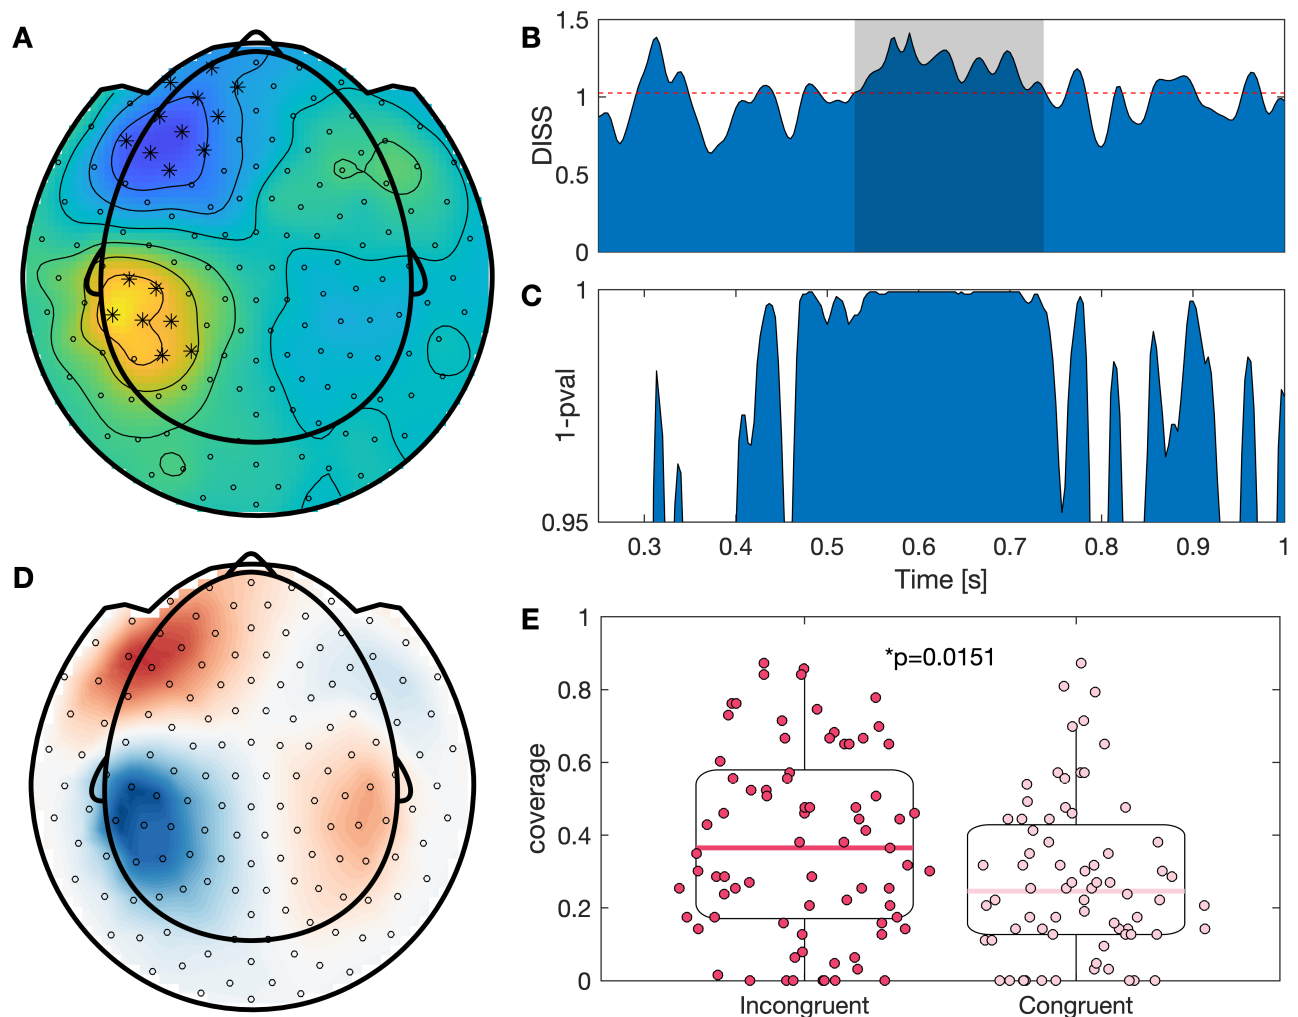 A
B
1.5
1
0.5
0
DISS
C
1
0.95
1-pval
0.3 0.4 0.5 0.6 0.7 0.8 0.9 1
Time [s]
D
E
1
0.8
0.6
0.4
0.2
0
coverage
*p=0.0151
Incongruent Congruent